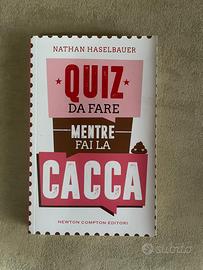 NATHAN HASELBAUER
QUIZ
DA FARE
MENTRE
FAI LA
CACCA
NEWTON COMPTON EDITORI
subito